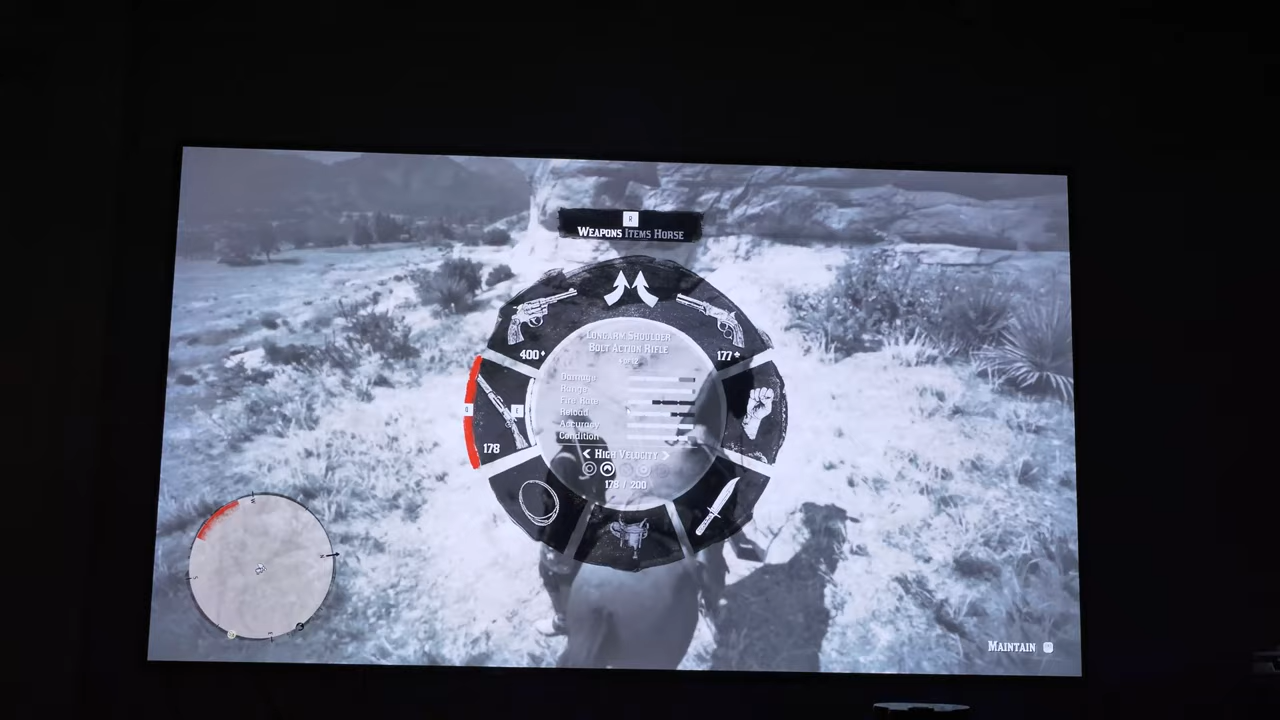 R
Weapons Items Horse
Longarm Shoulder
Bolt Action Rifle
400
177
Damage
Range
Fire Rate
Reload
Accuracy
Condition
Q
E
178
High Velocity
178 / 200
Maintain